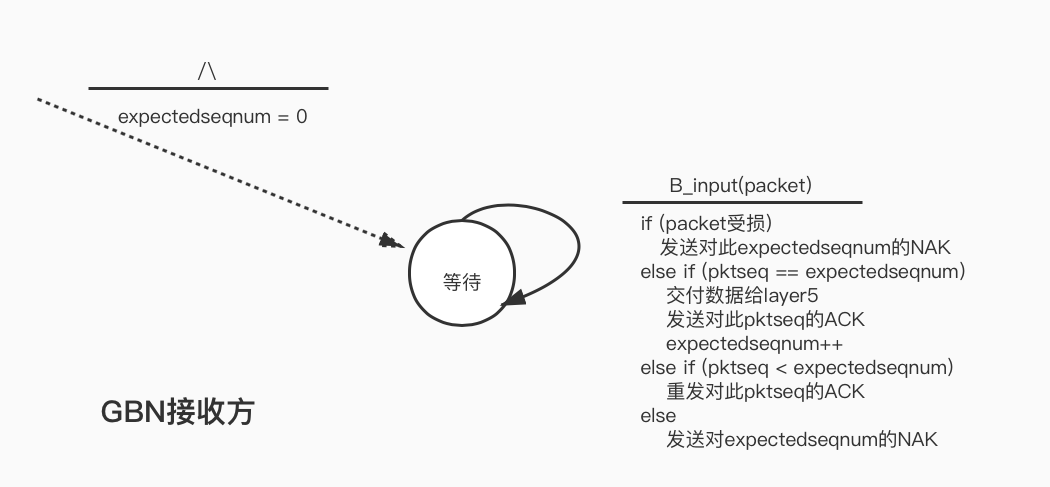 /\
expectedseqnum = 0
B_input(packet)
if (packet受损)
发送对此expectedseqnum的NAK
else if (pktseq == expectedseqnum)
交付数据给layer5
发送对此pktseq的ACK
expectedseqnum++
else if (pktseq < expectedseqnum)
重发对此pktseq的ACK
else
发送对expectedseqnum的NAK
等待
GBN接收方